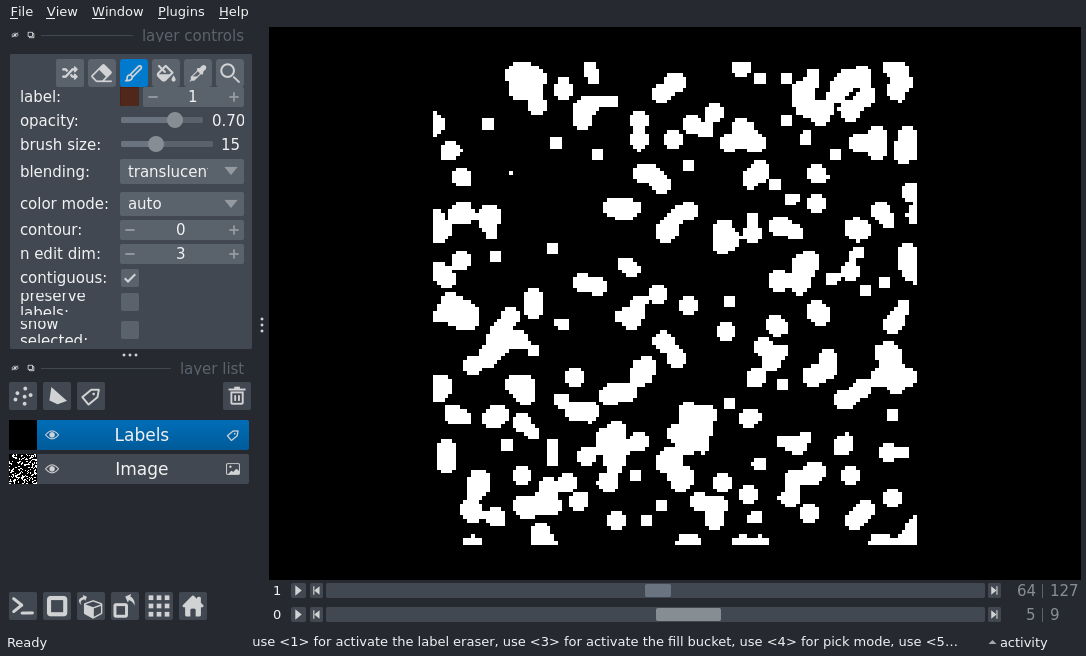 File View Window Plugins Help
layer controls
label: 1
opacity: 0.70
brush size: 15
blending: translucen
color mode: auto
contour: 0
n edit dim: 3
contiguous:
preserve
labels:
show
selected:
layer list
Labels
Image
1 64 127
0 5 9
Ready use <1> for activate the label eraser, use <3> for activate the fill bucket, use <4> for pick mode, use <5... activity